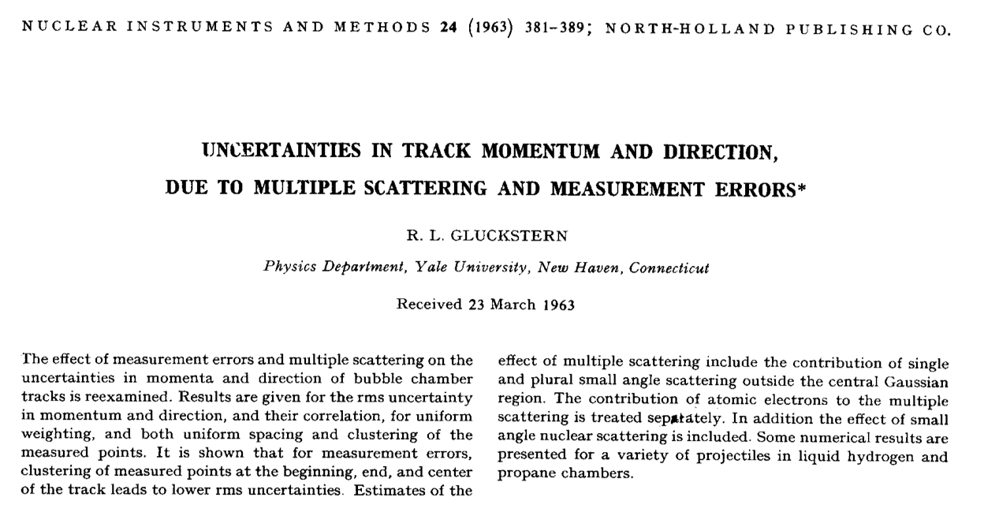 NUCLEAR INSTRUMENTS AND METHODS 24 (1963) 381–389; NORTH-HOLLAND PUBLISHING CO.
UNCERTAINTIES IN TRACK MOMENTUM AND DIRECTION,
DUE TO MULTIPLE SCATTERING AND MEASUREMENT ERRORS*
R. L. GLUCKSTERN
Physics Department, Yale University, New Haven, Connecticut
Received 23 March 1963
The effect of measurement errors and multiple scattering on the
uncertainties in momenta and direction of bubble chamber
tracks is reexamined. Results are given for the rms uncertainty
in momentum and direction, and their correlation, for uniform
weighting, and both uniform spacing and clustering of the
measured points. It is shown that for measurement errors,
clustering of measured points at the beginning, end, and center
of the track leads to lower rms uncertainties. Estimates of the
effect of multiple scattering include the contribution of single
and plural small angle scattering outside the central Gaussian
region. The contribution of atomic electrons to the multiple
scattering is treated separately. In addition the effect of small
angle nuclear scattering is included. Some numerical results are
presented for a variety of projectiles in liquid hydrogen and
propane chambers.